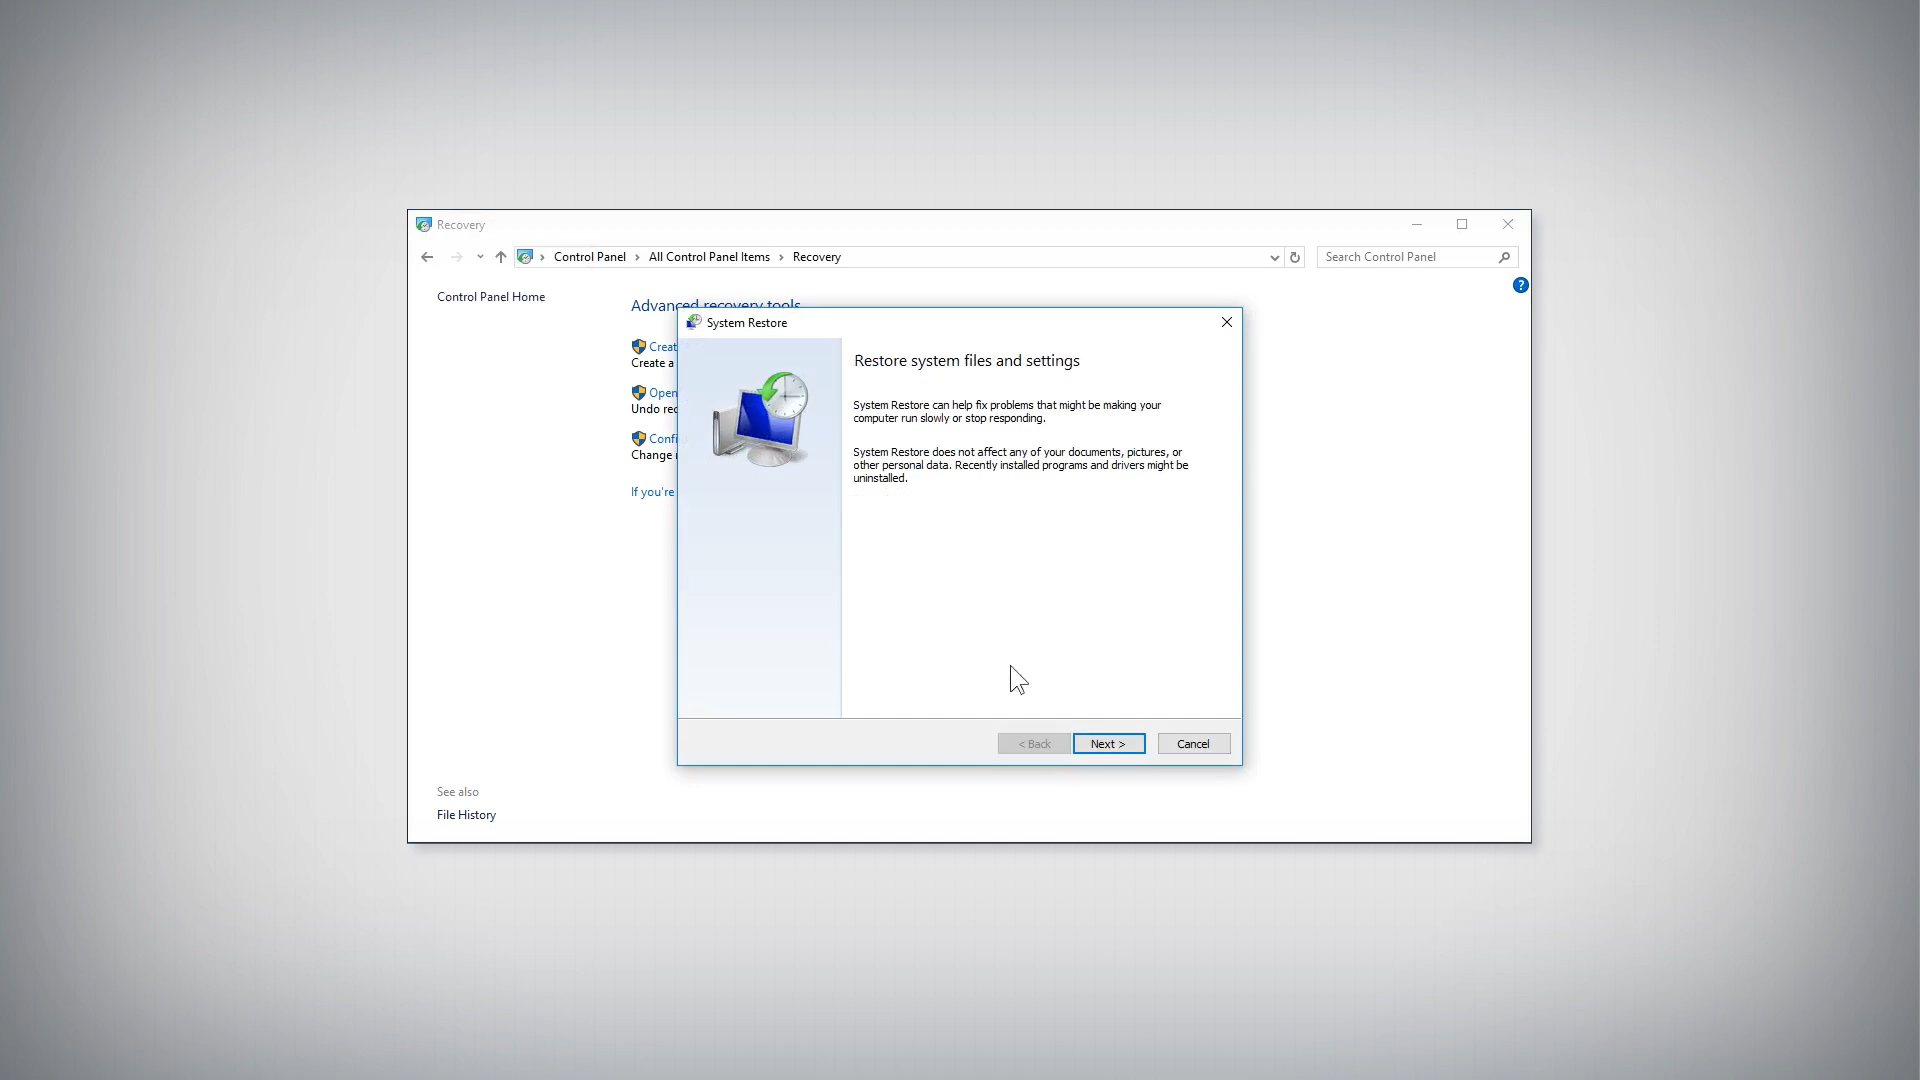 Recovery
Control Panel > All Control Panel Items > Recovery
Search Control Panel
?
Control Panel Home
Advanced recovery tools
Creat
Create a
Open
Undo rec
Confi
Change
If you're
System Restore
Restore system files and settings
System Restore can help fix problems that might be making your
computer run slowly or stop responding.
System Restore does not affect any of your documents, pictures, or
other personal data. Recently installed programs and drivers might be
uninstalled.
< Back
Next >
Cancel
See also
File History